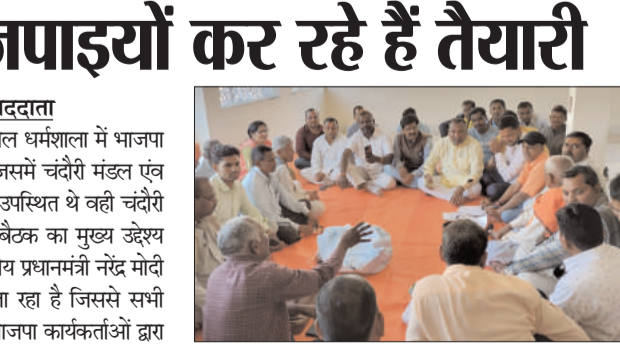 जपाइयों कर रहे हैं तैयारी
ाददाता
ल धर्मशाला में भाजपा
जसमें चंदौरी मंडल एंव
उपस्थित थे वही चंदौरी
बैठक का मुख्य उद्देश्य
ीय प्रधानमंत्री नरेंद्र मोदी
ा रहा है जिससे सभी
ाजपा कार्यकर्ताओं द्वारा